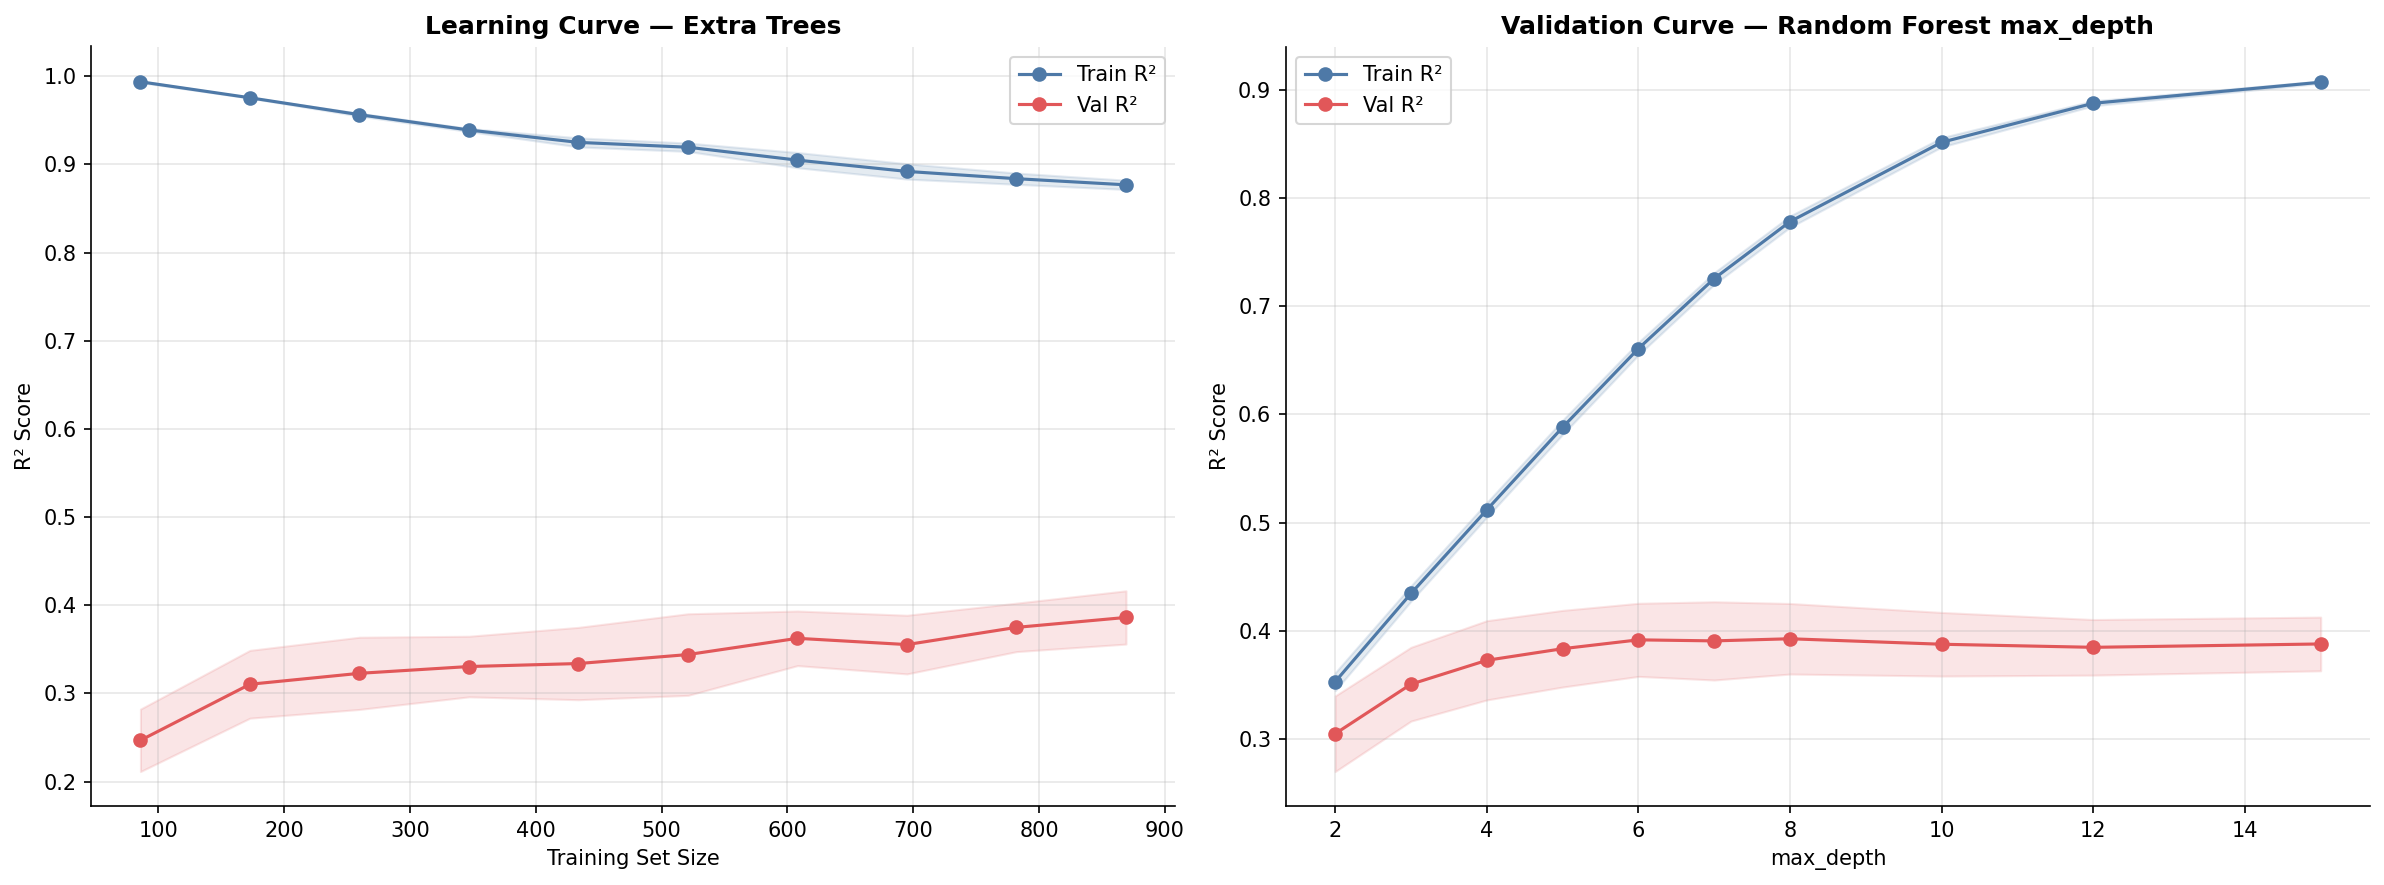 Learning Curve — Extra Trees
Train R²
Val R²
R² Score
1.0
0.9
0.8
0.7
0.6
0.5
0.4
0.3
0.2
100 200 300 400 500 600 700 800 900
Training Set Size
Validation Curve — Random Forest max_depth
Train R²
Val R²
R² Score
0.9
0.8
0.7
0.6
0.5
0.4
0.3
2 4 6 8 10 12 14
max_depth